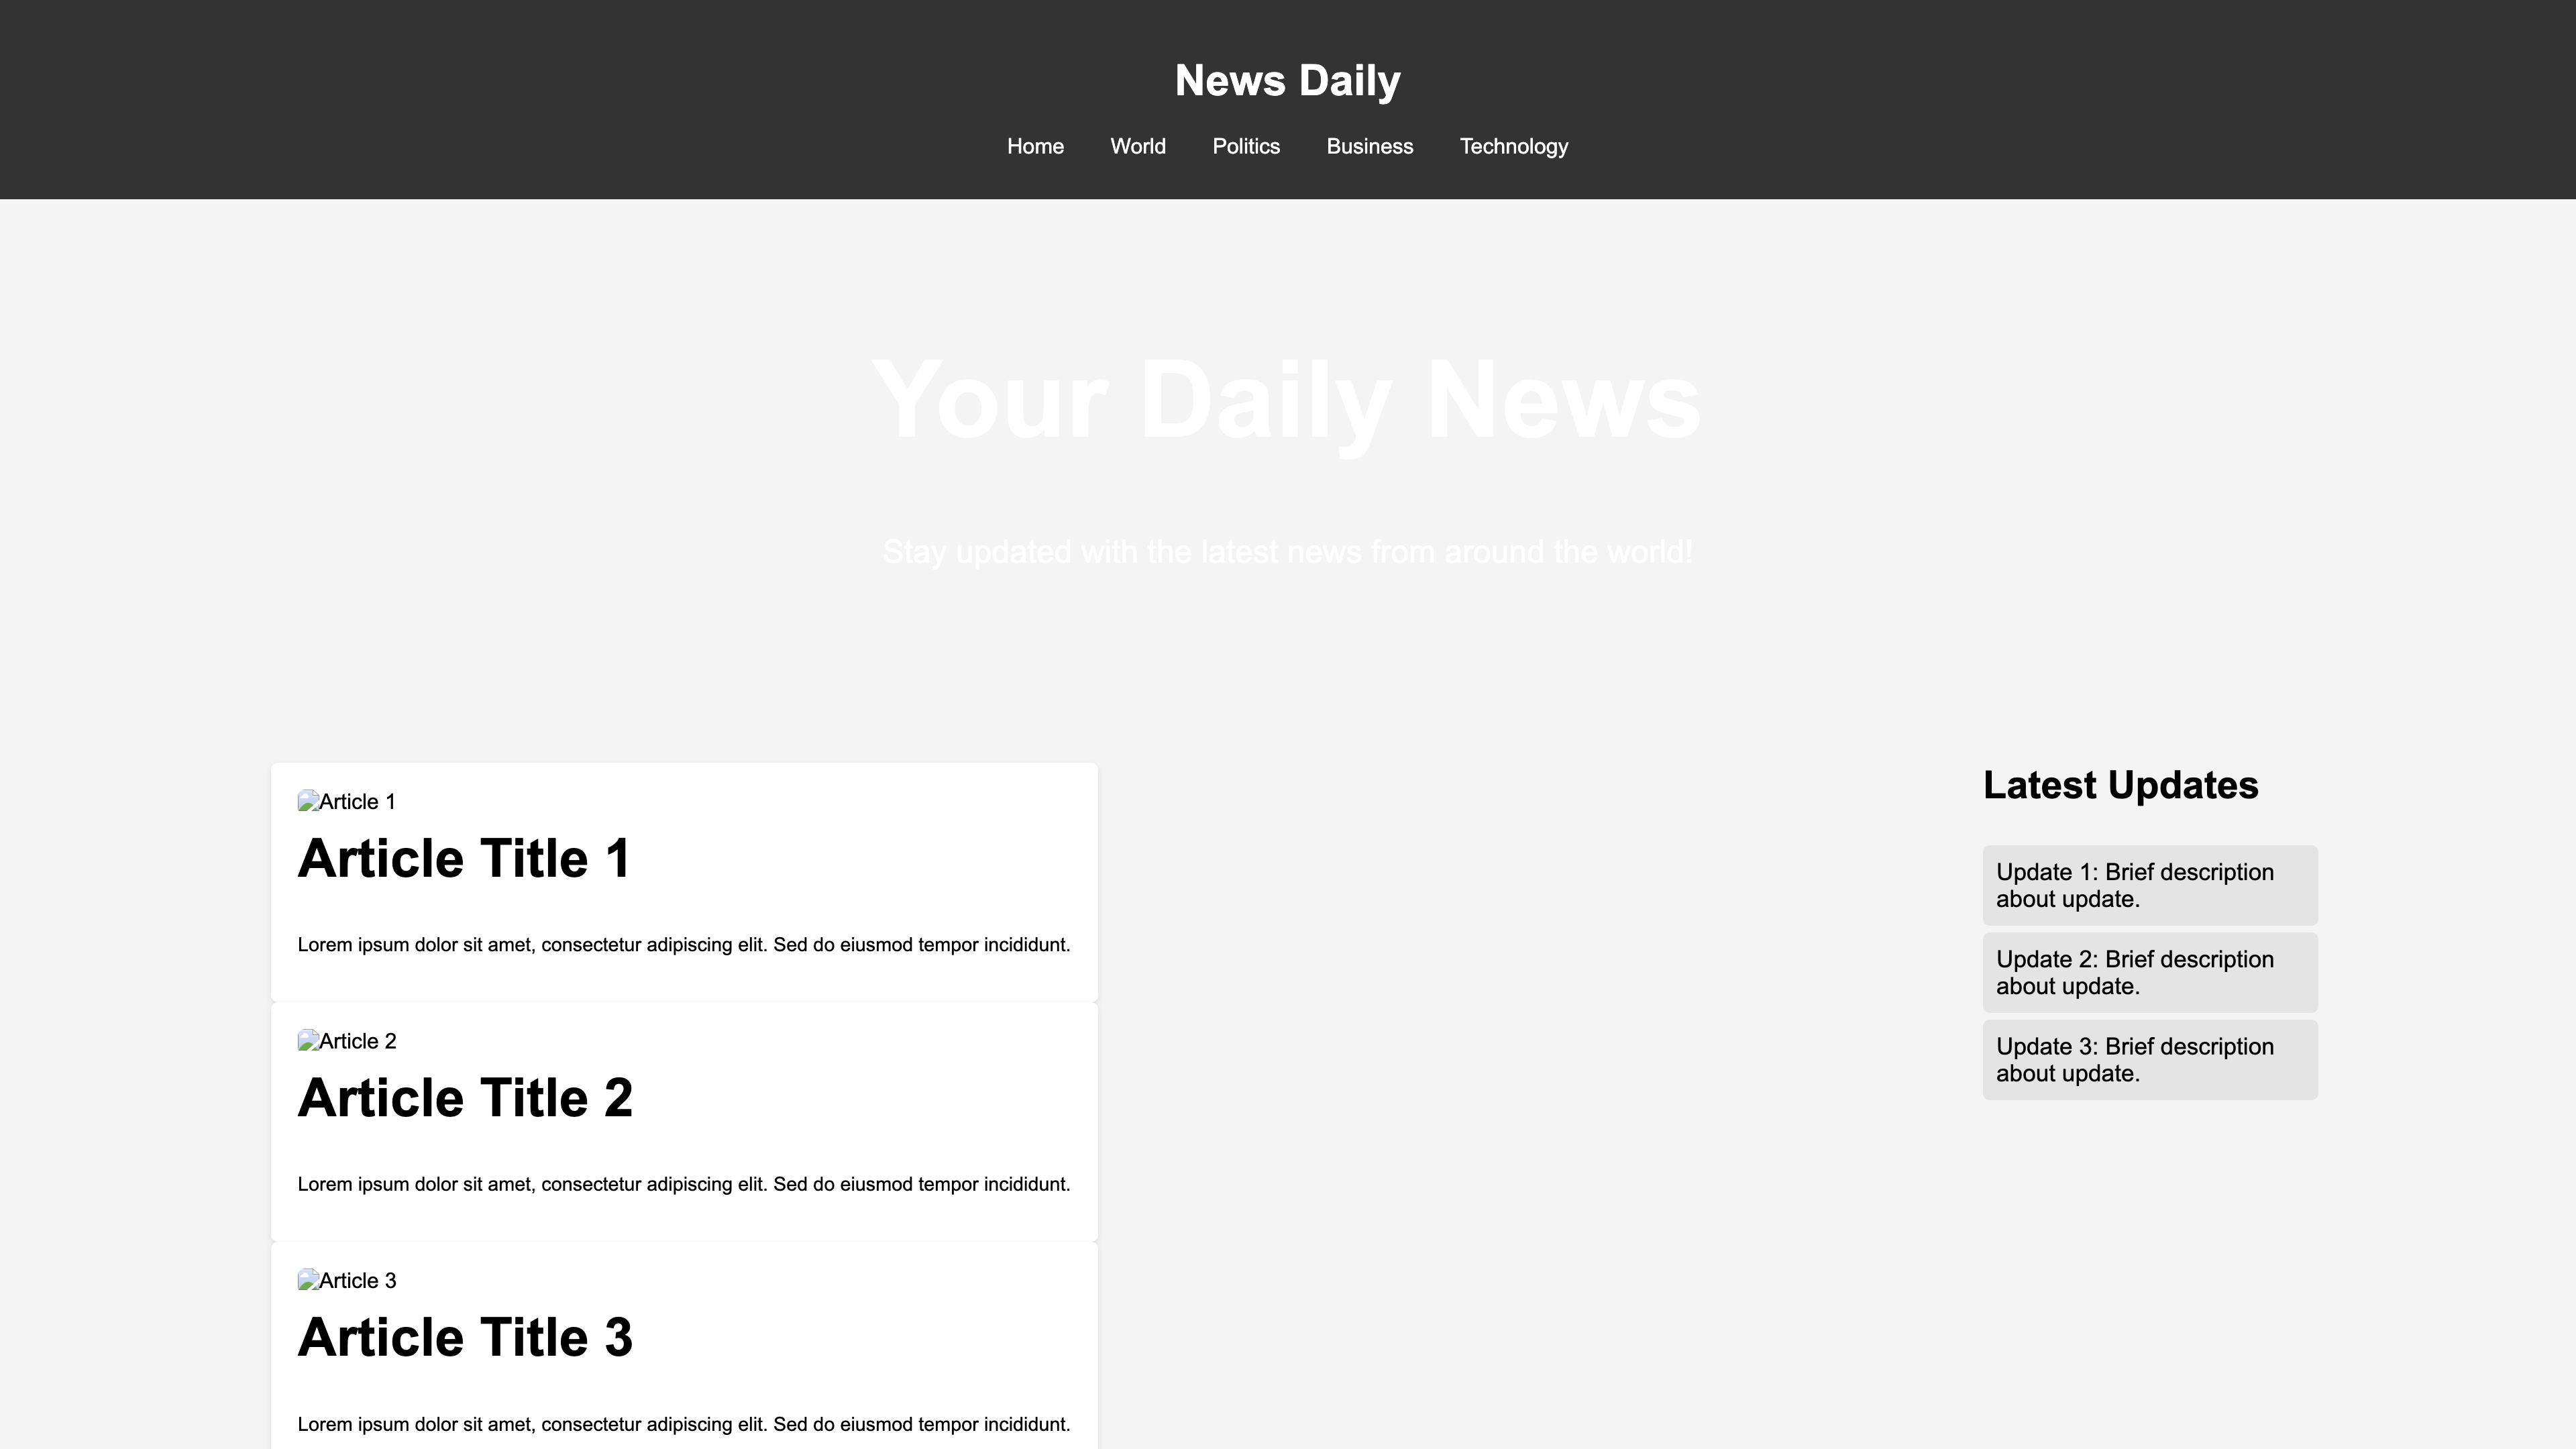 News Daily
Home World Politics Business Technology
Your Daily News
Stay updated with the latest news from around the world!
Article 1
Article Title 1
Lorem ipsum dolor sit amet, consectetur adipiscing elit. Sed do eiusmod tempor incididunt.
Article 2
Article Title 2
Lorem ipsum dolor sit amet, consectetur adipiscing elit. Sed do eiusmod tempor incididunt.
Article 3
Article Title 3
Lorem ipsum dolor sit amet, consectetur adipiscing elit. Sed do eiusmod tempor incididunt.
Latest Updates
Update 1: Brief description
about update.
Update 2: Brief description
about update.
Update 3: Brief description
about update.